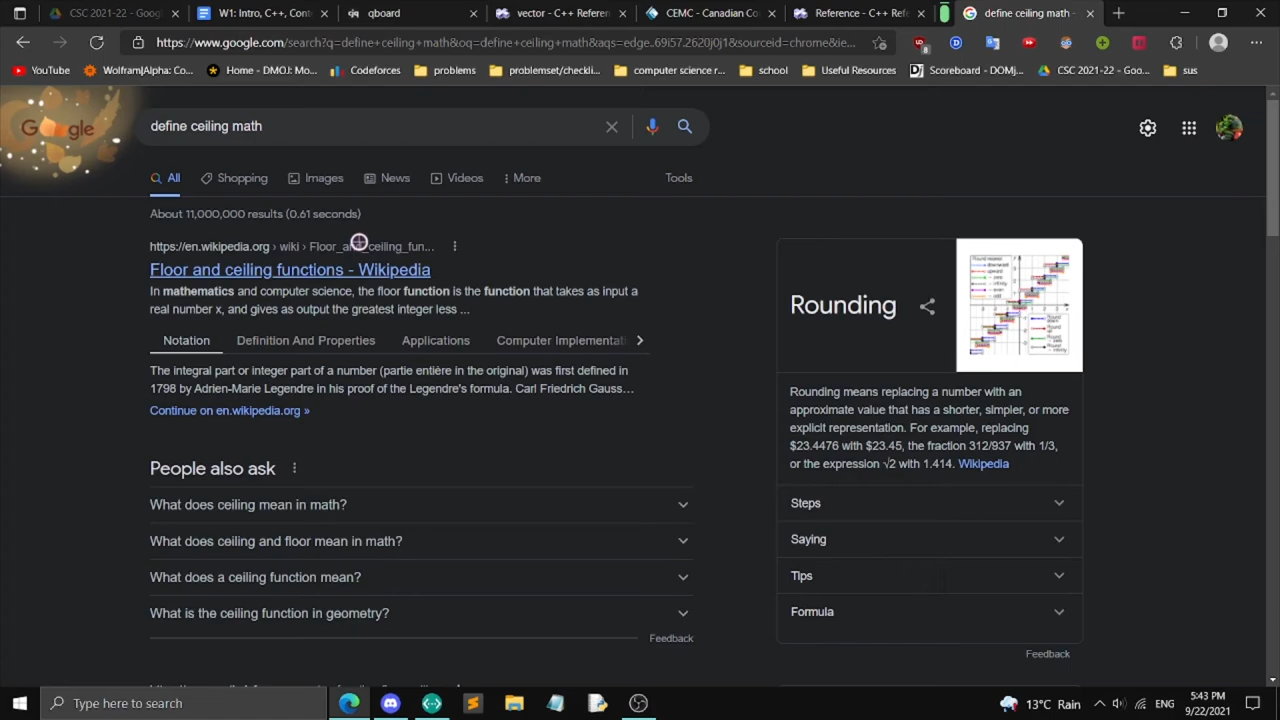 CSC 2021-22 - Googl
W1: Intro, C++, Conten
qboard
vector - C++ Referen
CEMC - Canadian Co
Reference - C++ Refe
define ceiling math -
https://www.google.com/search?q=define+ceiling+math&oq=define+ceiling+math&aqs=edge..69i57.2620j0j1&sourceid=chrome&ie...
8
YouTube
Wolfram|Alpha: Co...
Home - DMOJ: Mo...
Codeforces
problems
problemset/checkli...
computer science r...
school
Useful Resources
Scoreboard - DOMj...
CSC 2021-22 - Goo...
sus
Google
define ceiling math
All
Shopping
Images
News
Videos
More
Tools
About 11,000,000 results (0.61 seconds)
https://en.wikipedia.org › wiki › Floor_and_ceiling_fun...
Floor and ceiling functions - Wikipedia
In mathematics and floor function is the function that takes as input a
real number x, and gives as output the greatest integer less ...
Notation
Applications
Computer Implementati
The integral part or integer part of a number (partie entière in the original) was first defined in
1798 by Adrien-Marie Legendre in his proof of the Legendre's formula. Carl Friedrich Gauss...
Continue on en.wikipedia.org »
People also ask
What does ceiling mean in math?
What does ceiling and floor mean in math?
What does a ceiling function mean?
What is the ceiling function in geometry?
Feedback
Rounding
Rounding means replacing a number with an
approximate value that has a shorter, simpler, or more
explicit representation. For example, replacing
$23.4476 with $23.45, the fraction 312/937 with 1/3,
or the expression √2 with 1.414. Wikipedia
Steps
Saying
Tips
Formula
Feedback
Type here to search
13°C Rain
ENG
5:43 PM
9/22/2021